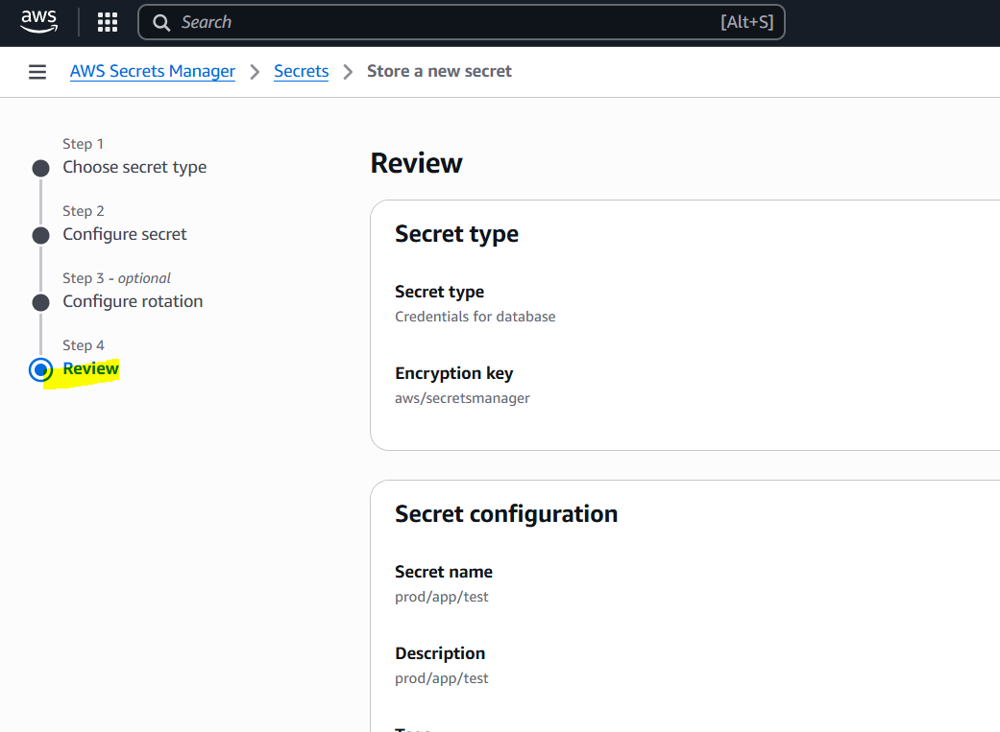 aws
Search [Alt+S]
AWS Secrets Manager > Secrets > Store a new secret
Step 1
Choose secret type
Step 2
Configure secret
Step 3 - optional
Configure rotation
Step 4
Review
Review
Secret type
Secret type
Credentials for database
Encryption key
aws/secretsmanager
Secret configuration
Secret name
prod/app/test
Description
prod/app/test